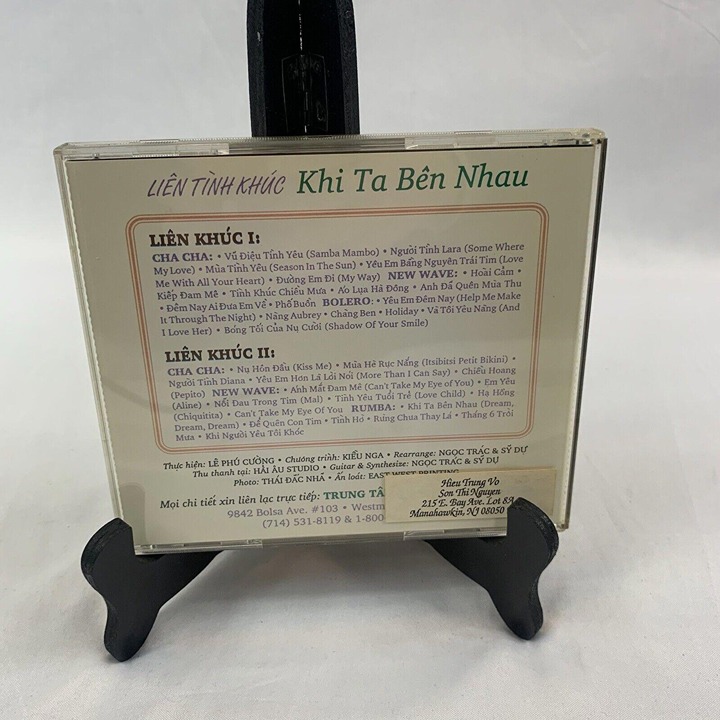 LIÊN TÌNH KHÚC Khi Ta Bên Nhau
LIÊN KHÚC I:
CHA CHA: • Vũ Điệu Tình Yêu (Samba Mambo) • Người Tình Lara (Some Where
My Love) • Mùa Tình Yêu (Season In The Sun) • Yêu Em Bằng Nguyên Trái Tim (Love
Me With All Your Heart) • Đường Em Đi (My Way) NEW WAVE: • Hoài Cảm •
Kiếp Đam Mê • Tình Khúc Chiều Mưa • Áo Lụa Hà Đông • Anh Đã Quên Mùa Thu
• Đêm Nay Ai Đưa Em Về • Phố Buồn BOLERO: • Yêu Em Đêm Nay (Help Me Make
It Through The Night) • Nàng Aubrey • Chàng Ben • Holiday • Và Tôi Yêu Nàng (And
I Love Her) • Bóng Tối Của Nụ Cười (Shadow Of Your Smile)
LIÊN KHÚC II:
CHA CHA: • Nụ Hôn Đầu (Kiss Me) • Mùa Hè Rực Nắng (Itsibitsi Petit Bikini) •
Người Tình Diana • Yêu Em Hơn Là Lời Nói (More Than I Can Say) • Chiều Hoang
(Pepito) NEW WAVE: • Ánh Mắt Đam Mê (Can't Take My Eye of You) • Em Yêu
(Aline) • Nỗi Đau Trong Tim (Mal) • Tình Yêu Tuổi Trẻ (Love Child) • Hạ Hồng
(Chiquitita) • Can't Take My Eye Of You RUMBA: • Khi Ta Bên Nhau (Dream,
Dream, Dream) • Để Quên Con Tim • Tình Hờ • Rừng Chưa Thay Lá • Tháng 6 Trời
Mưa • Khi Người Yêu Tôi Khóc
Thực hiện: LÊ PHÚ CƯỜNG • Chương trình: KIỀU NGA • Rearrange: NGỌC TRÁC & SỸ DỰ
Thu thanh tại: HẢI ÂU STUDIO • Guitar & Synthesize: NGỌC TRÁC & SỸ DỰ
Photo: THÁI ĐẮC NHÃ • Ấn loát: EAST WEST PRINTING
Mọi chi tiết xin liên lạc trực tiếp: TRUNG TÂ
9842 Bolsa Ave. #103 • Westm
(714) 531-8119 & 1-800
Hieu Trung Vo
Son Thi Nguyen
215 E. Bay Ave. Lot 8A
Manahawkin, NJ 08050